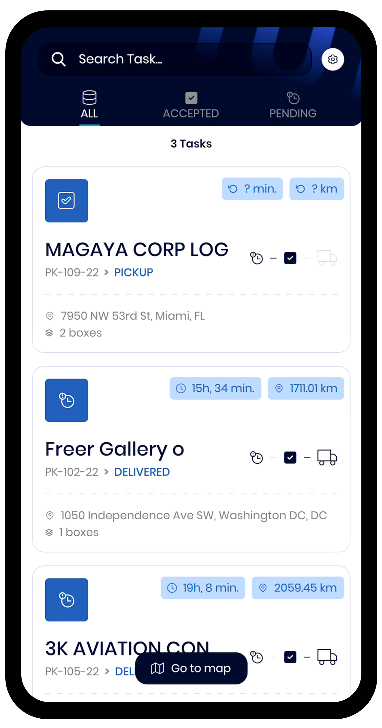 Search Task...
ALL
ACCEPTED
PENDING
3 Tasks
? min.
? km
MAGAYA CORP LOG
PK-109-22 > PICKUP
7950 NW 53rd St, Miami, FL
2 boxes
15h, 34 min.
1711.01 km
Freer Gallery o
PK-102-22 > DELIVERED
1050 Independence Ave SW, Washington DC, DC
1 boxes
19h, 8 min.
2059.45 km
3K AVIATION CON
PK-105-22 > DEL
Go to map